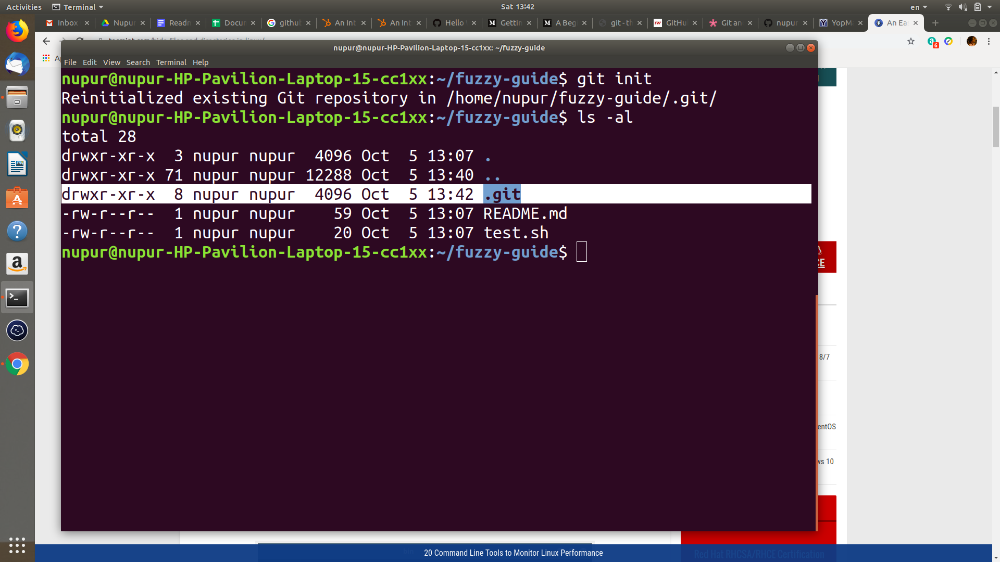 Activities Terminal Sat 13:42 en
Inbox Nupur Readm Docum github An Int An Int Hello Gettin A Beg git - th GitHu Git an nupur YopMa An Eas
6
nupur@nupur-HP-Pavilion-Laptop-15-cc1xx: ~/fuzzy-guide
File Edit View Search Terminal Help
nupur@nupur-HP-Pavilion-Laptop-15-cc1xx:~/fuzzy-guide$ git init
Reinitialized existing Git repository in /home/nupur/fuzzy-guide/.git/
nupur@nupur-HP-Pavilion-Laptop-15-cc1xx:~/fuzzy-guide$ ls -al
total 28
drwxr-xr-x  3 nupur nupur  4096 Oct  5 13:07 .
drwxr-xr-x 71 nupur nupur 12288 Oct  5 13:40 ..
drwxr-xr-x  8 nupur nupur  4096 Oct  5 13:42 .git
-rw-r--r--  1 nupur nupur    59 Oct  5 13:07 README.md
-rw-r--r--  1 nupur nupur    20 Oct  5 13:07 test.sh
nupur@nupur-HP-Pavilion-Laptop-15-cc1xx:~/fuzzy-guide$
CE
8/7
entOS
ws 10
20 Command Line Tools to Monitor Linux Performance
Red Hat RHCSA/RHCE Certification